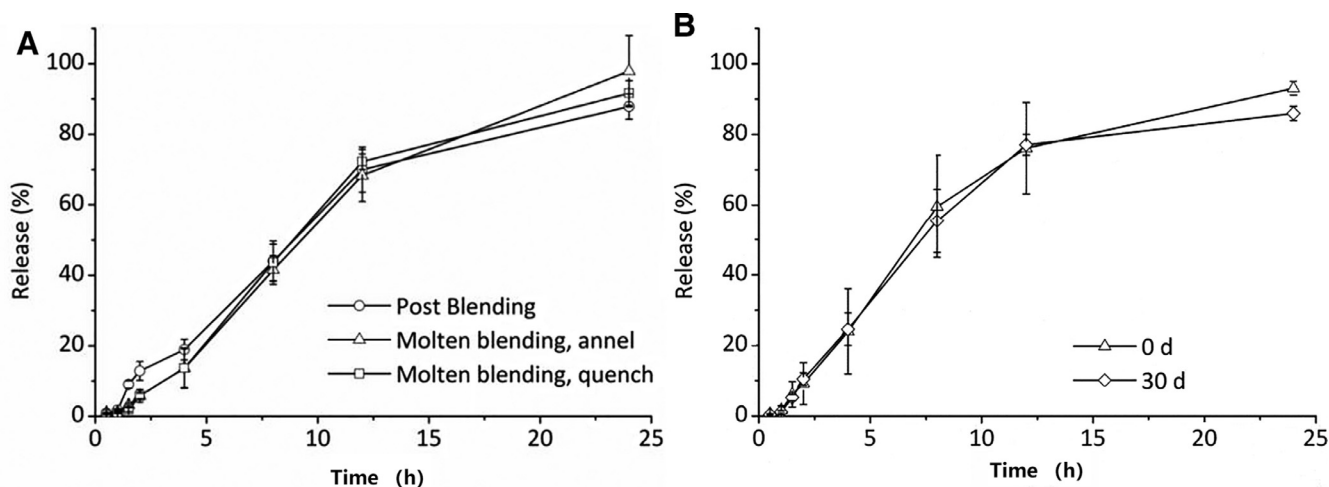 A
Release (%)
100
80
60
40
20
0
Post Blending
Molten blending, annel
Molten blending, quench
0 5 10 15 20 25
Time (h)
B
Release (%)
100
80
60
40
20
0
0 d
30 d
0 5 10 15 20 25
Time (h)